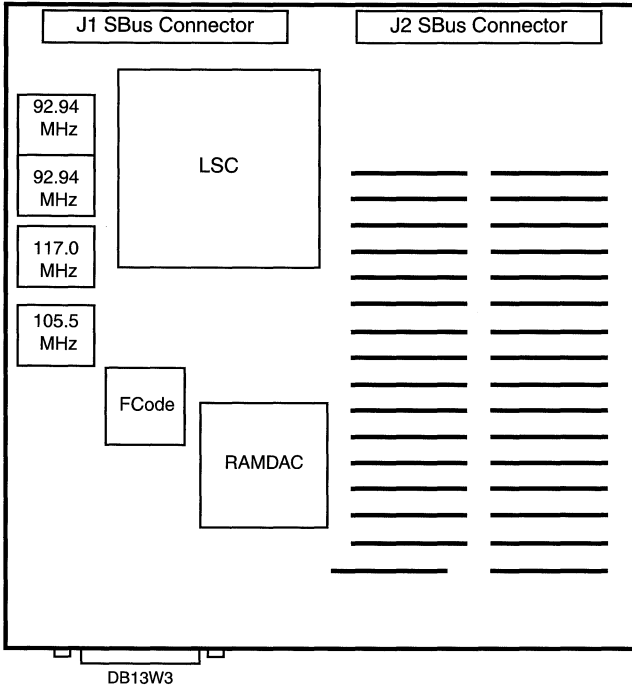 J1 SBus Connector
J2 SBus Connector
92.94
MHz
92.94
MHz
LSC
117.0
MHz
105.5
MHz
FCode
RAMDAC
DB13W3